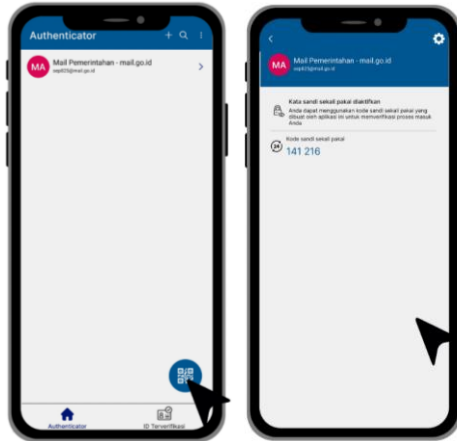 Authenticator
MA
Mail Pemerintahan - mail.go.id
Authenticator
ID Terverifikasi
MA
Mail Pemerintahan - mail.go.id
Kata sandi sekali pakai diaktifkan
Anda dapat menggunakan kode sandi sekali pakai yang
dibuat oleh aplikasi ini untuk memverifikasi proses masuk
Anda
Kode sandi sekali pakai
141 216